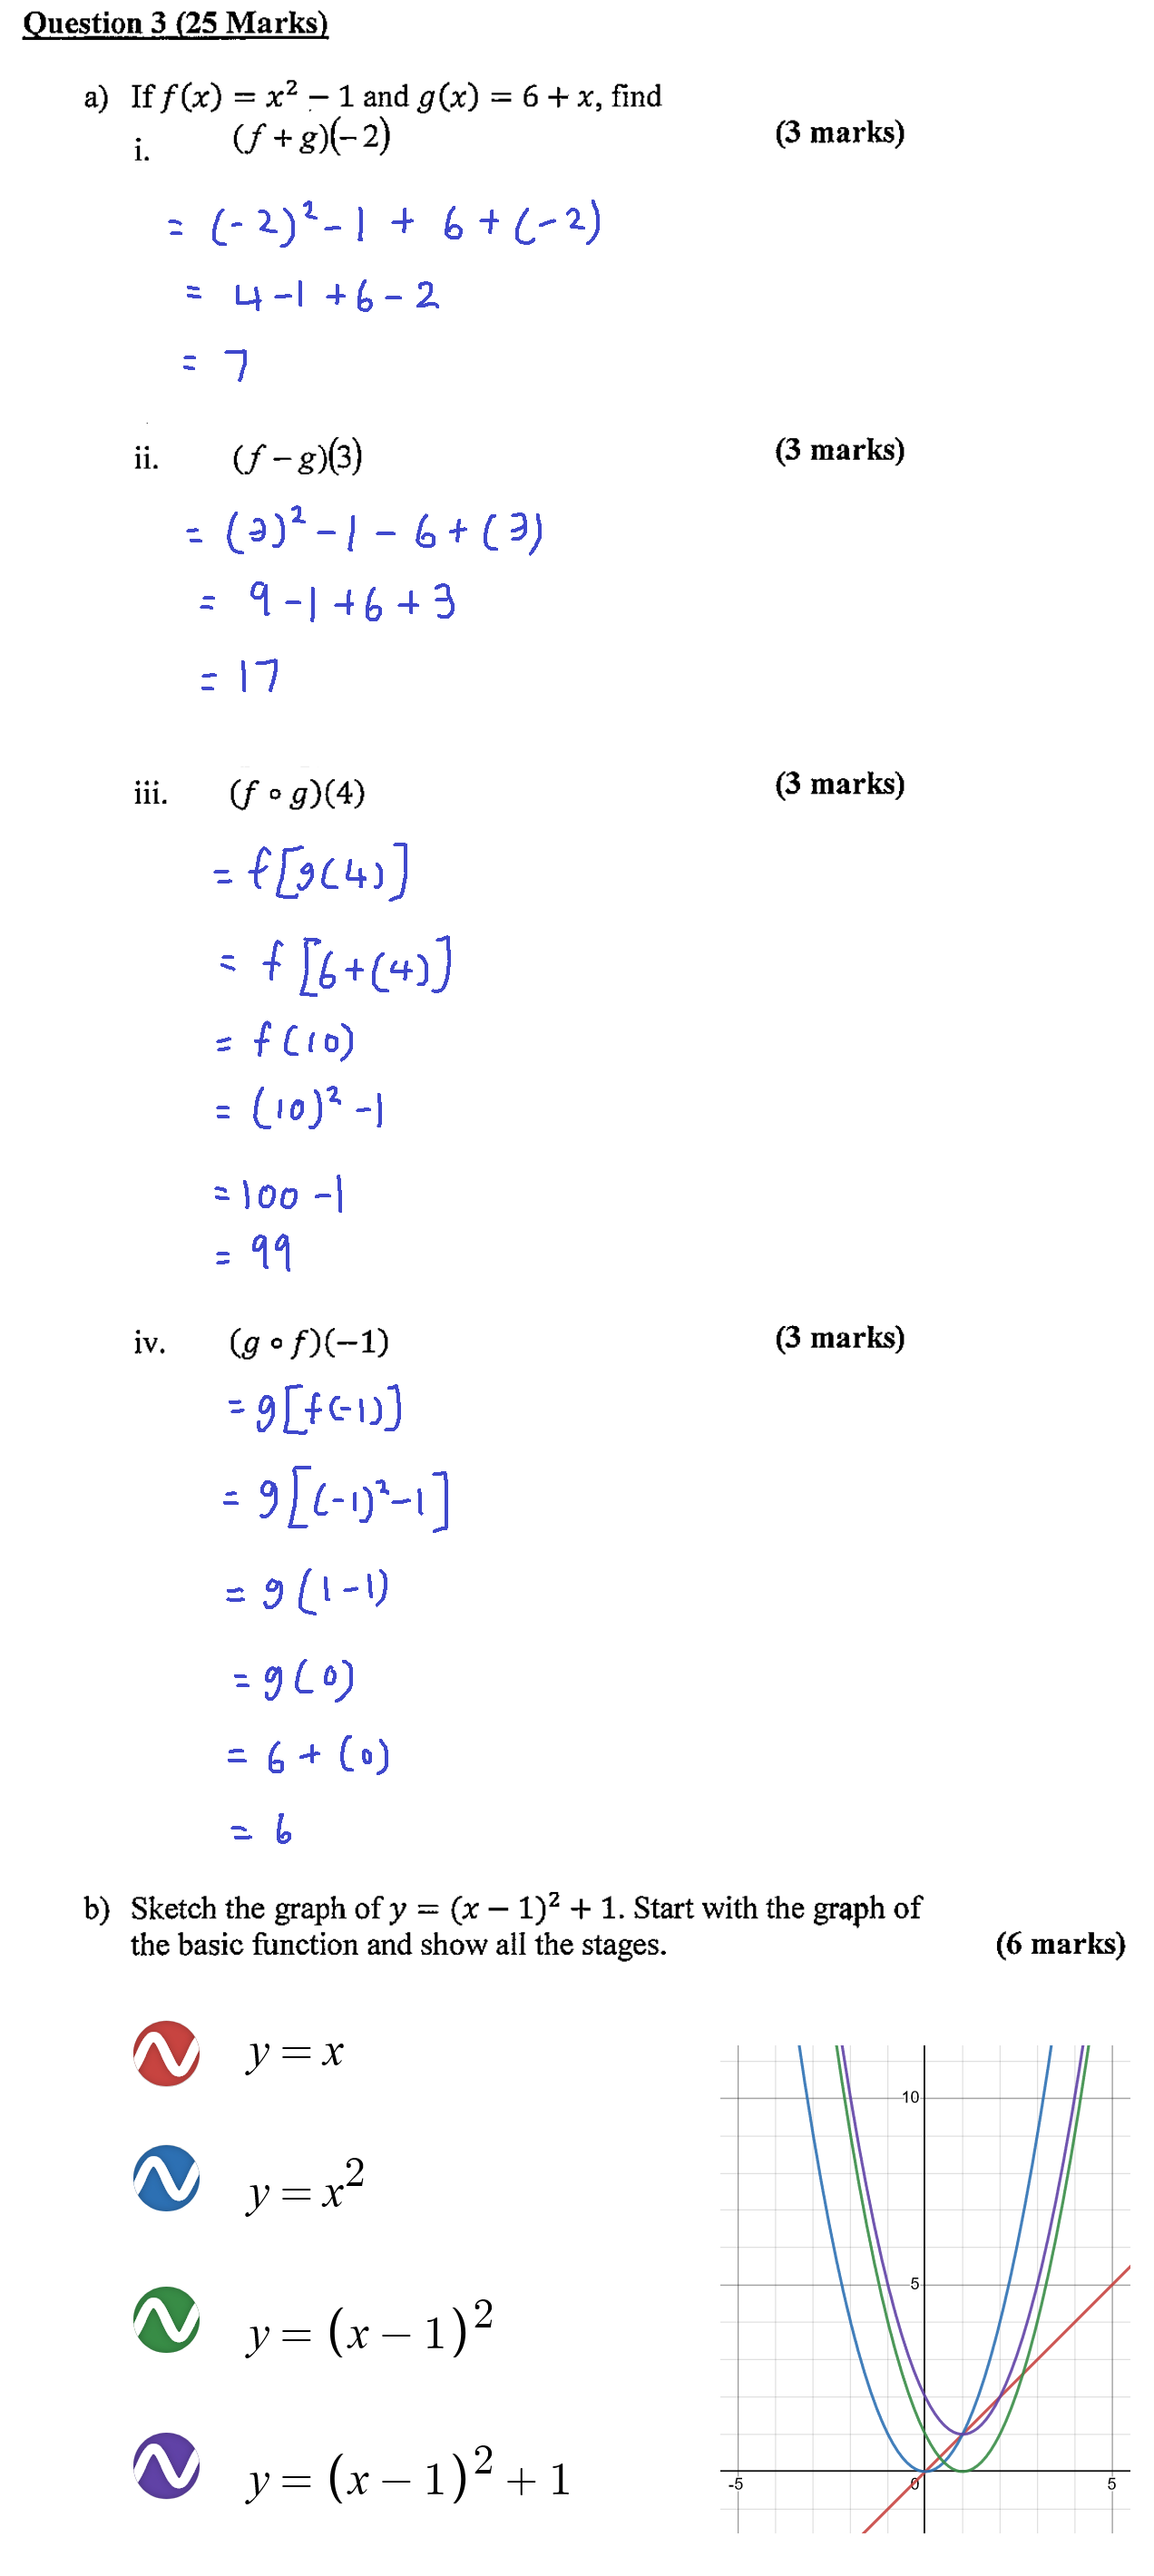 Question 3 (25 Marks)
a) If f(x) = x² − 1 and g(x) = 6 + x, find
i. (f + g)(−2) (3 marks)
= (-2)² - 1 + 6 + (-2)
= 4 - 1 + 6 - 2
= 7
ii. (f − g)(3) (3 marks)
= (3)² - 1 - 6 + (3)
= 9 - 1 + 6 + 3
= 17
iii. (f ∘ g)(4) (3 marks)
= f[g(4)]
= f[6+(4)]
= f(10)
= (10)² - 1
= 100 - 1
= 99
iv. (g ∘ f)(−1) (3 marks)
= g[f(-1)]
= g[(-1)² - 1]
= g(1-1)
= g(0)
= 6 + (0)
= 6
b) Sketch the graph of y = (x − 1)² + 1. Start with the graph of
the basic function and show all the stages. (6 marks)
y = x
y = x²
y = (x − 1)²
y = (x − 1)² + 1
10
5
-5 0 5